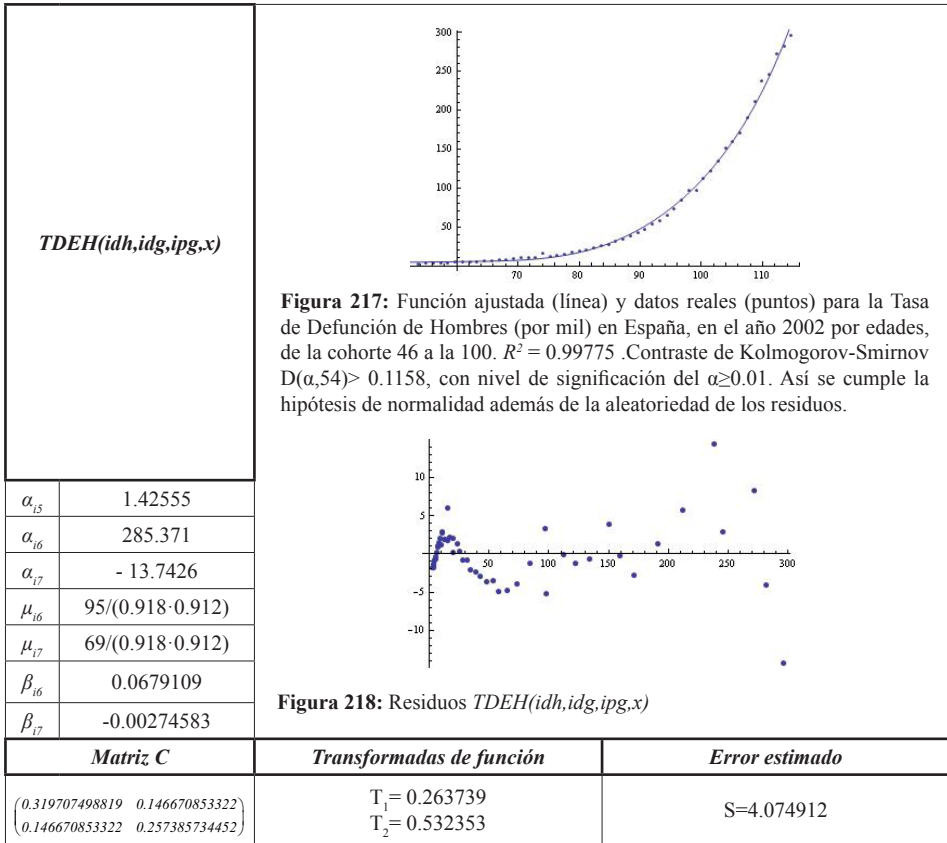 TDEH(idh,idg,ipg,x)
300
250
200
150
100
50
70 80 90 100 110
Figura 217: Función ajustada (línea) y datos reales (puntos) para la Tasa
de Defunción de Hombres (por mil) en España, en el año 2002 por edades,
de la cohorte 46 a la 100. R² = 0.99775 .Contraste de Kolmogorov-Smirnov
D(α,54)> 0.1158, con nivel de significación del α≥0.01. Así se cumple la
hipótesis de normalidad además de la aleatoriedad de los residuos.
10
5
50 100 150 200 250 300
−5
−10
Figura 218: Residuos TDEH(idh,idg,ipg,x)
α_i5 1.42555
α_i6 285.371
α_i7 - 13.7426
μ_i6 95/(0.918·0.912)
μ_i7 69/(0.918·0.912)
β_i6 0.0679109
β_i7 -0.00274583
Matriz C Transformadas de función Error estimado
0.319707498819 0.146670853322
0.146670853322 0.257385734452
T₁= 0.263739
T₂= 0.532353
S=4.074912